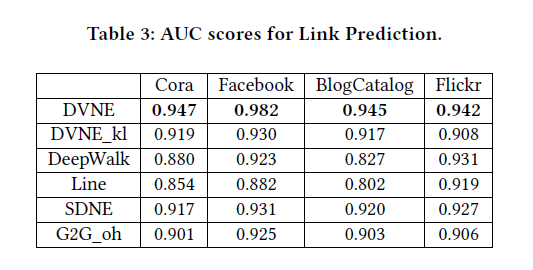 Table 3: AUC scores for Link Prediction.
Cora Facebook BlogCatalog Flickr
DVNE 0.947 0.982 0.945 0.942
DVNE_kl 0.919 0.930 0.917 0.908
DeepWalk 0.880 0.923 0.827 0.931
Line 0.854 0.882 0.802 0.919
SDNE 0.917 0.931 0.920 0.927
G2G_oh 0.901 0.925 0.903 0.906